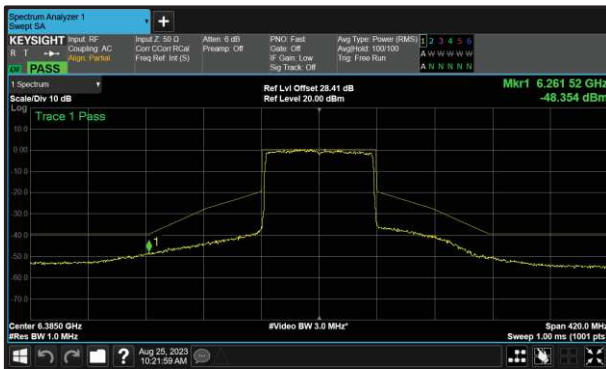 Spectrum Analyzer 1
Swept SA
+
KEYSIGHT
R T
PASS
Input: RF
Coupling: AC
Align: Partial
Input Z: 50 Ω
Corr CCorr RCal
Freq Ref: Int (S)
Atten: 6 dB
Preamp: Off
PNO: Fast
Gate: Off
IF Gain: Low
Sig Track: Off
Avg Type: Power (RMS)
Avg|Hold: 100/100
Trig: Free Run
1 2 3 4 5 6
A W W W W W
A N N N N N
1 Spectrum
Scale/Div 10 dB
Log
Ref Lvl Offset 28.41 dB
Ref Level 20.00 dBm
Mkr1 6.261 52 GHz
-48.354 dBm
Trace 1 Pass
10.0
0.00
-10.0
-20.0
-30.0
-40.0
-50.0
-60.0
-70.0
1
Center 6.3850 GHz
#Res BW 1.0 MHz
#Video BW 3.0 MHz*
Span 420.0 MHz
Sweep 1.00 ms (1001 pts)
?
Aug 25, 2023
10:21:59 AM